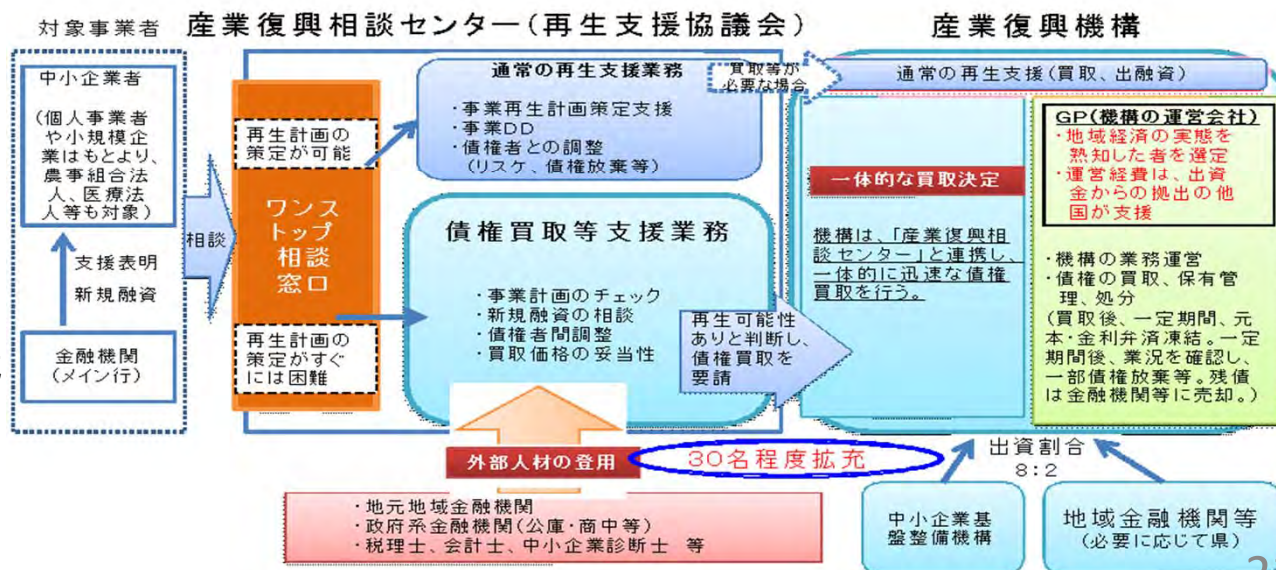 対象事業者
産業復興相談センター(再生支援協議会)
産業復興機構
中小企業者
(個人事業者
や小規模企
業はもとより、
農事組合法
人、医療法
人等も対象)
支援表明
新規融資
金融機関
(メイン行)
相談
再生計画の
策定が可能
ワンス
トップ
相談
窓口
再生計画の
策定がすぐ
には困難
通常の再生支援業務
・事業再生計画策定支援
・事業DD
・債権者との調整
(リスケ、債権放棄等)
買取等が
必要な場合
債権買取等支援業務
・事業計画のチェック
・新規融資の相談
・債権者間調整
・買取価格の妥当性
再生可能性
ありと判断し、
債権買取を
要請
通常の再生支援(買取、出融資)
一体的な買取決定
機構は、「産業復興相
談センター」と連携し、
一体的に迅速な債権
買取を行う。
GP(機構の運営会社)
・地域経済の実態を
熟知した者を選定
・運営経費は、出資
金からの拠出の他
国が支援
・機構の業務運営
・債権の買取、保有管
理、処分
(買取後、一定期間、元
本・金利弁済凍結。一定
期間後、業況を確認し、
一部債権放棄等。残債
は金融機関等に売却。)
外部人材の登用
30名程度拡充
・地元地域金融機関
・政府系金融機関(公庫・商中等)
・税理士、会計士、中小企業診断士 等
出資割合
8:2
中小企業基
盤整備機構
地域金融機関等
(必要に応じて県)